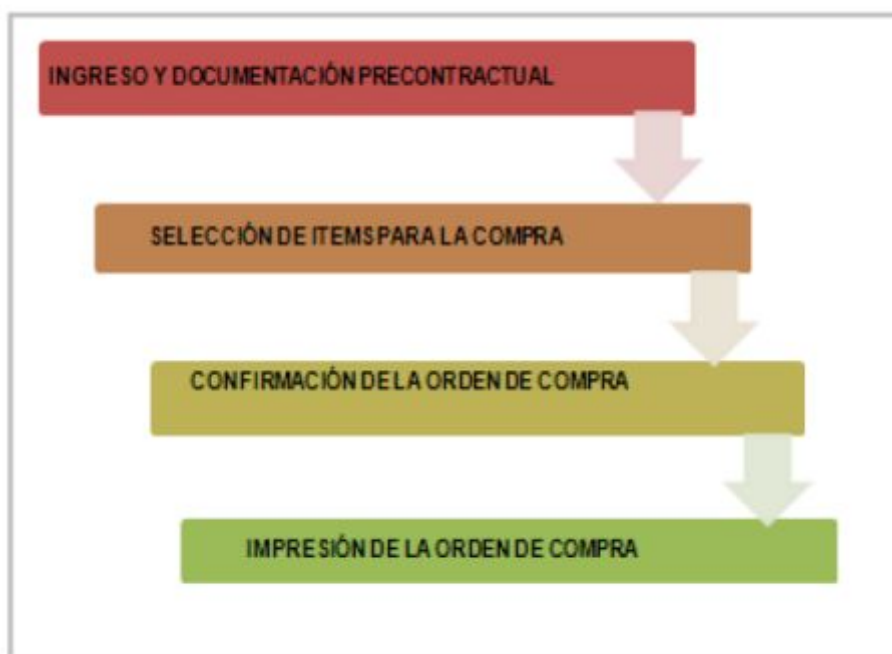 INGRESO Y DOCUMENTACIÓN PRECONTRACTUAL
SELECCIÓN DE ITEMS PARA LA COMPRA
CONFIRMACIÓN DE LA ORDEN DE COMPRA
IMPRESIÓN DE LA ORDEN DE COMPRA